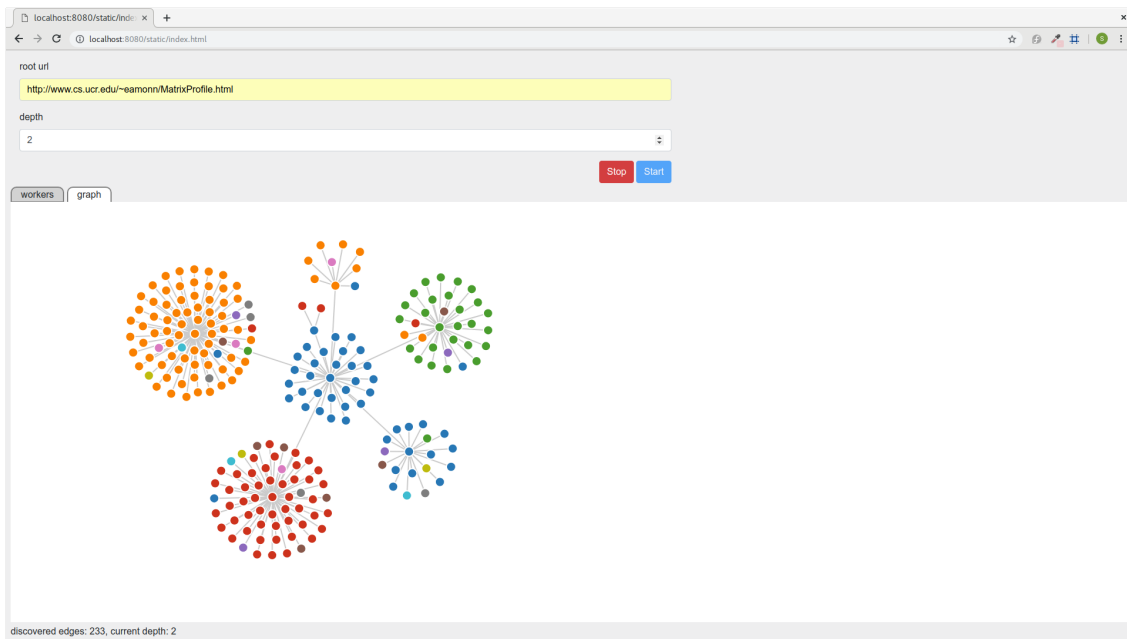 localhost:8080/static/inde
localhost:8080/static/index.html
root url
http://www.cs.ucr.edu/~eamonn/MatrixProfile.html
depth
2
Stop Start
workers graph
discovered edges: 233, current depth: 2